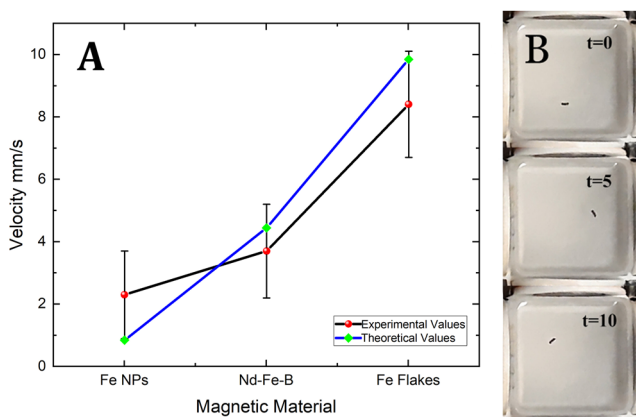 A
10
8
6
4
2
0
Velocity mm/s
Experimental Values
Theoretical Values
Fe NPs
Nd-Fe-B
Fe Flakes
Magnetic Material
B
t=0
t=5
t=10